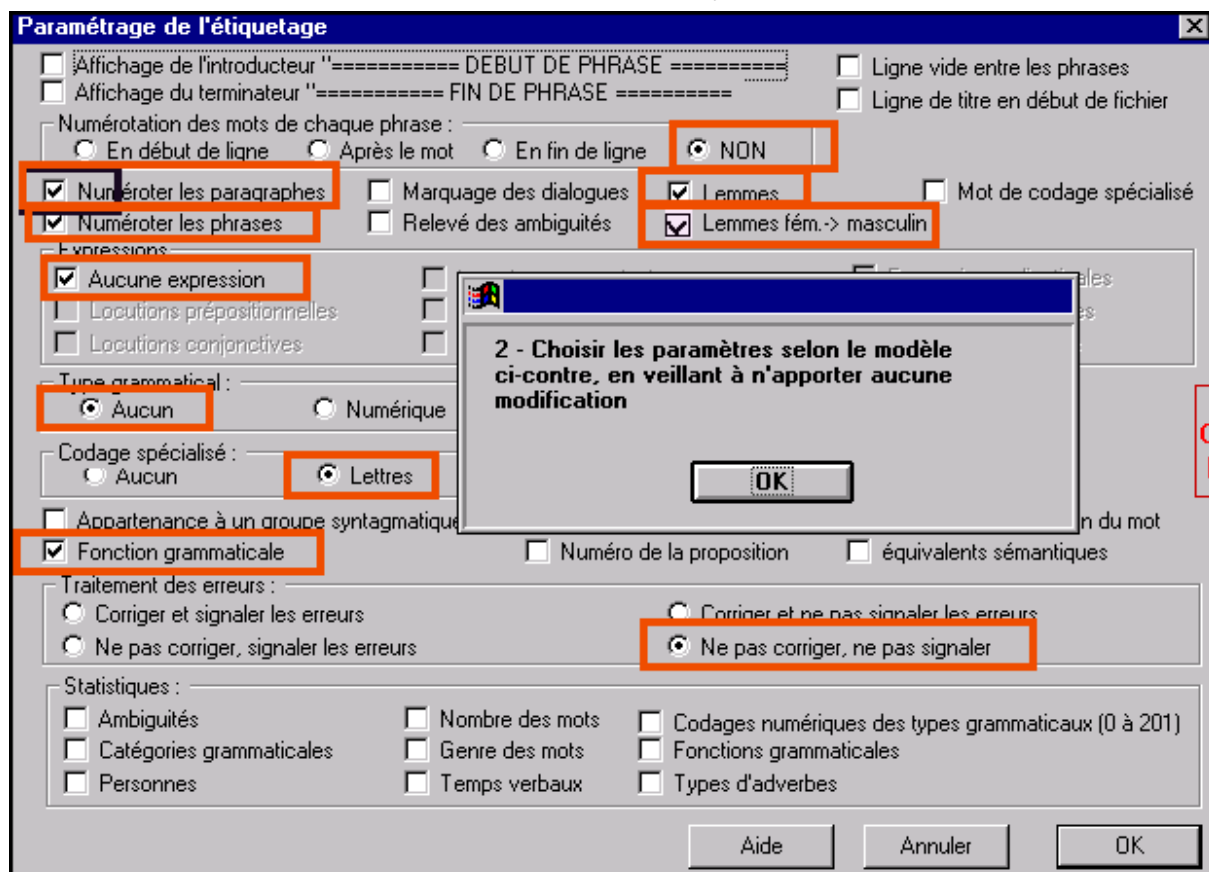 Paramétrage de l'étiquetage
Affichage de l'introducteur "=========== DEBUT DE PHRASE ==========
Ligne vide entre les phrases
Affichage du terminateur "=========== FIN DE PHRASE ==========
Ligne de titre en début de fichier
Numérotation des mots de chaque phrase :
En début de ligne Après le mot En fin de ligne NON
Numéroter les paragraphes Marquage des dialogues Lemmes Mot de codage spécialisé
Numéroter les phrases Relevé des ambiguités Lemmes fém.-> masculin
Expressions
Aucune expression
Locutions prépositionnelles
Locutions conjonctives
2 - Choisir les paramètres selon le modèle
ci-contre, en veillant à n'apporter aucune
modification
OK
Type grammatical :
Aucun Numérique
Codage spécialisé :
Aucun Lettres
Appartenance à un groupe syntagmatique n du mot
Fonction grammaticale Numéro de la proposition équivalents sémantiques
Traitement des erreurs :
Corriger et signaler les erreurs Corriger et ne pas signaler les erreurs
Ne pas corriger, signaler les erreurs Ne pas corriger, ne pas signaler
Statistiques :
Ambiguités Nombre des mots Codages numériques des types grammaticaux (0 à 201)
Catégories grammaticales Genre des mots Fonctions grammaticales
Personnes Temps verbaux Types d'adverbes
Aide Annuler OK